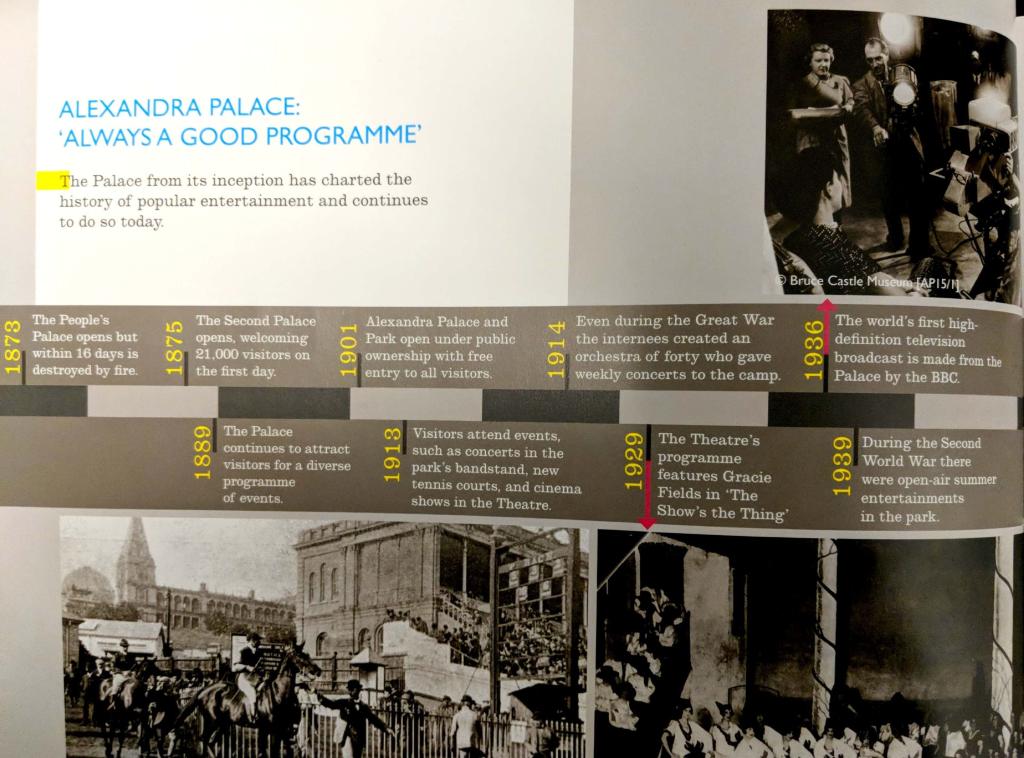 ALEXANDRA PALACE:
'ALWAYS A GOOD PROGRAMME'
The Palace from its inception has charted the
history of popular entertainment and continues
to do so today.
© Bruce Castle Museum [AP15/1]
1873
The People's
Palace opens but
within 16 days is
destroyed by fire.
1875
The Second Palace
opens, welcoming
21,000 visitors on
the first day.
1901
Alexandra Palace and
Park open under public
ownership with free
entry to all visitors.
1914
Even during the Great War
the internees created an
orchestra of forty who gave
weekly concerts to the camp.
1936
The world's first high-
definition television
broadcast is made from the
Palace by the BBC.
1889
The Palace
continues to attract
visitors for a diverse
programme
of events.
1913
Visitors attend events,
such as concerts in the
park's bandstand, new
tennis courts, and cinema
shows in the Theatre.
1929
The Theatre's
programme
features Gracie
Fields in 'The
Show's the Thing'
1939
During the Second
World War there
were open-air summer
entertainments
in the park.